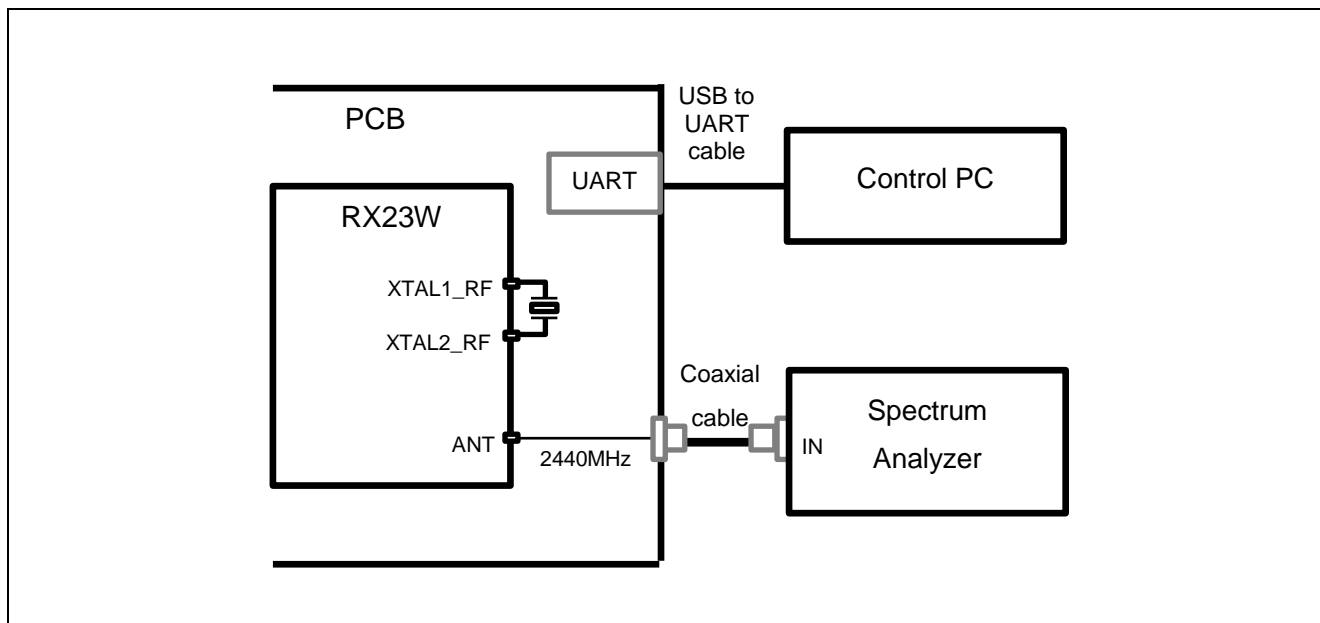 PCB
USB to
UART
cable
UART
Control PC
RX23W
XTAL1_RF
XTAL2_RF
ANT
2440MHz
Coaxial
cable
IN
Spectrum
Analyzer